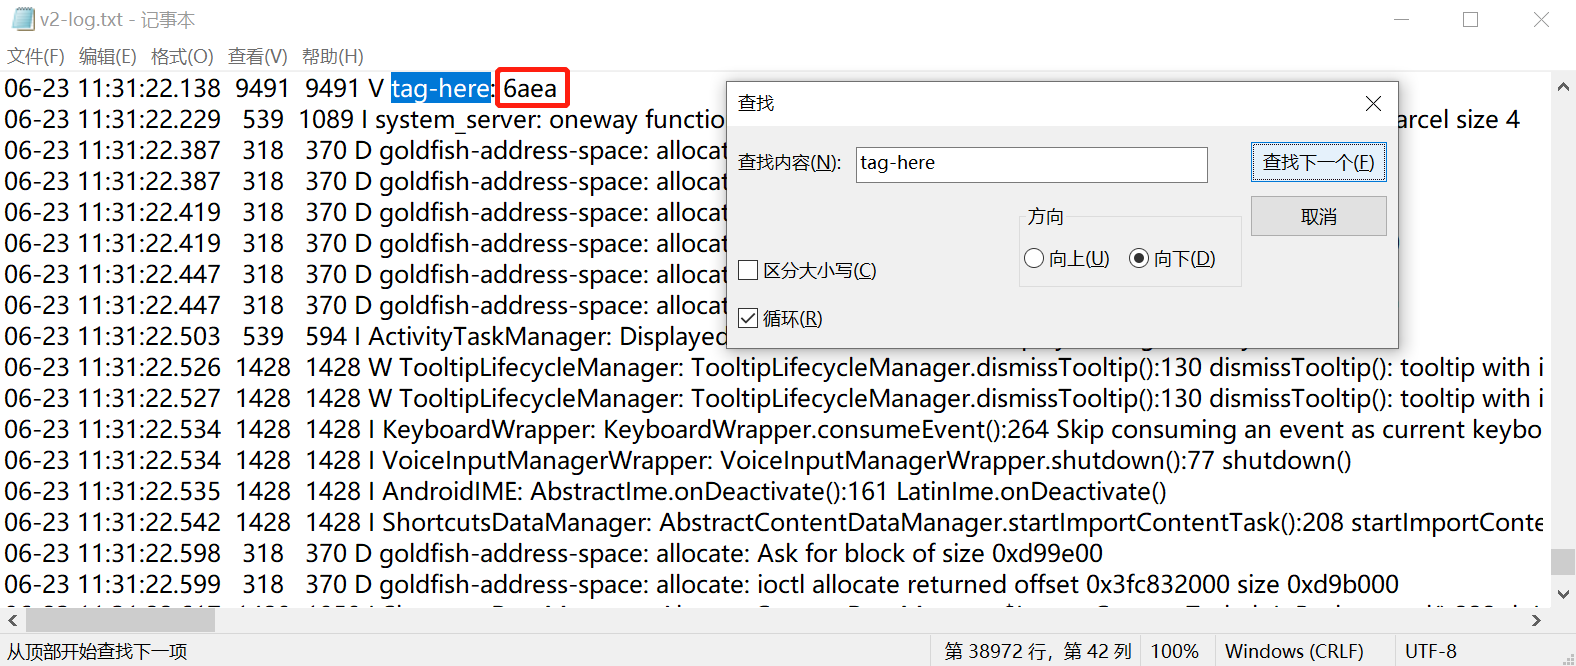 v2-log.txt - 记事本
文件(F) 编辑(E) 格式(O) 查看(V) 帮助(H)
06-23 11:31:22.138 9491 9491 V tag-here: 6aea
06-23 11:31:22.229 539 1089 I system_server: oneway functio arcel size 4
06-23 11:31:22.387 318 370 D goldfish-address-space: allocat
06-23 11:31:22.387 318 370 D goldfish-address-space: allocat
06-23 11:31:22.419 318 370 D goldfish-address-space: allocat
06-23 11:31:22.419 318 370 D goldfish-address-space: allocat
06-23 11:31:22.447 318 370 D goldfish-address-space: allocat
06-23 11:31:22.447 318 370 D goldfish-address-space: allocat
06-23 11:31:22.503 539 594 I ActivityTaskManager: Displayed
06-23 11:31:22.526 1428 1428 W TooltipLifecycleManager: TooltipLifecycleManager.dismissTooltip():130 dismissTooltip(): tooltip with i
06-23 11:31:22.527 1428 1428 W TooltipLifecycleManager: TooltipLifecycleManager.dismissTooltip():130 dismissTooltip(): tooltip with i
06-23 11:31:22.534 1428 1428 I KeyboardWrapper: KeyboardWrapper.consumeEvent():264 Skip consuming an event as current keybo
06-23 11:31:22.534 1428 1428 I VoiceInputManagerWrapper: VoiceInputManagerWrapper.shutdown():77 shutdown()
06-23 11:31:22.535 1428 1428 I AndroidIME: AbstractIme.onDeactivate():161 LatinIme.onDeactivate()
06-23 11:31:22.542 1428 1428 I ShortcutsDataManager: AbstractContentDataManager.startImportContentTask():208 startImportConte
06-23 11:31:22.598 318 370 D goldfish-address-space: allocate: Ask for block of size 0xd99e00
06-23 11:31:22.599 318 370 D goldfish-address-space: allocate: ioctl allocate returned offset 0x3fc832000 size 0xd9b000
查找
查找内容(N): tag-here
查找下一个(F)
取消
方向
向上(U) 向下(D)
区分大小写(C)
循环(R)
从顶部开始查找下一项
第 38972 行，第 42 列 100% Windows (CRLF) UTF-8